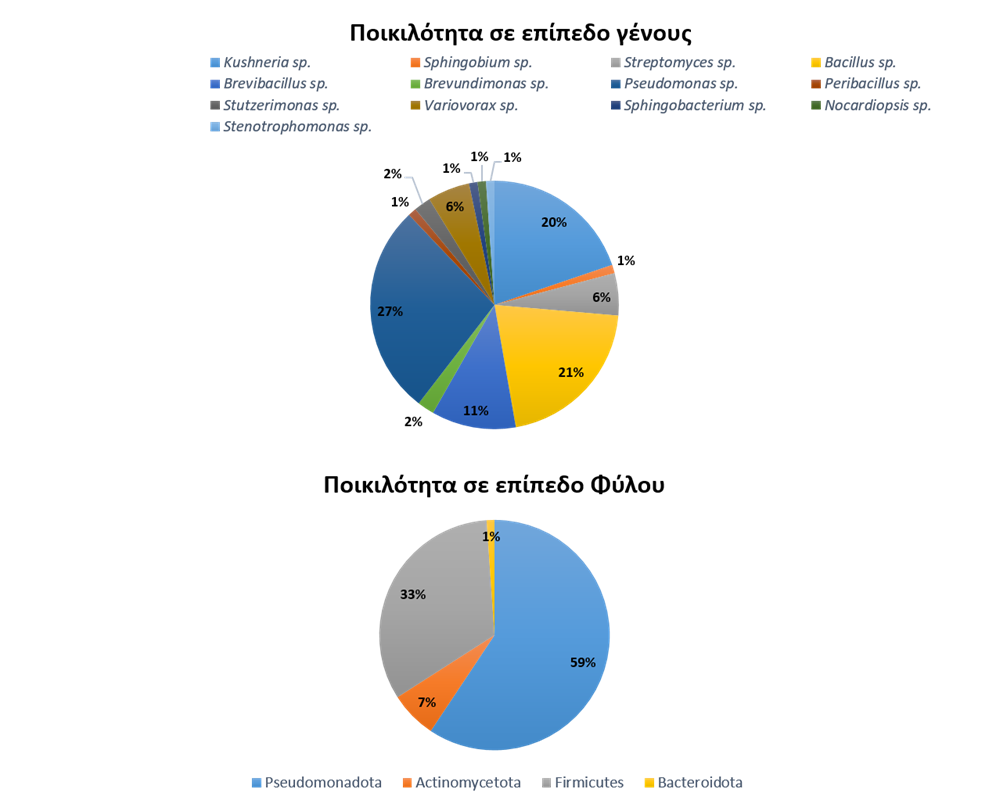 Ποικιλότητα σε επίπεδο γένους
Kushneria sp. Sphingobium sp. Streptomyces sp. Bacillus sp.
Brevibacillus sp. Brevundimonas sp. Pseudomonas sp. Peribacillus sp.
Stutzerimonas sp. Variovorax sp. Sphingobacterium sp. Nocardiopsis sp.
Stenotrophomonas sp.
1% 1%
2% 1%
1% 6% 20%
1%
6%
27%
21%
11%
2%
Ποικιλότητα σε επίπεδο Φύλου
1%
33%
59%
7%
Pseudomonadota Actinomycetota Firmicutes Bacteroidota